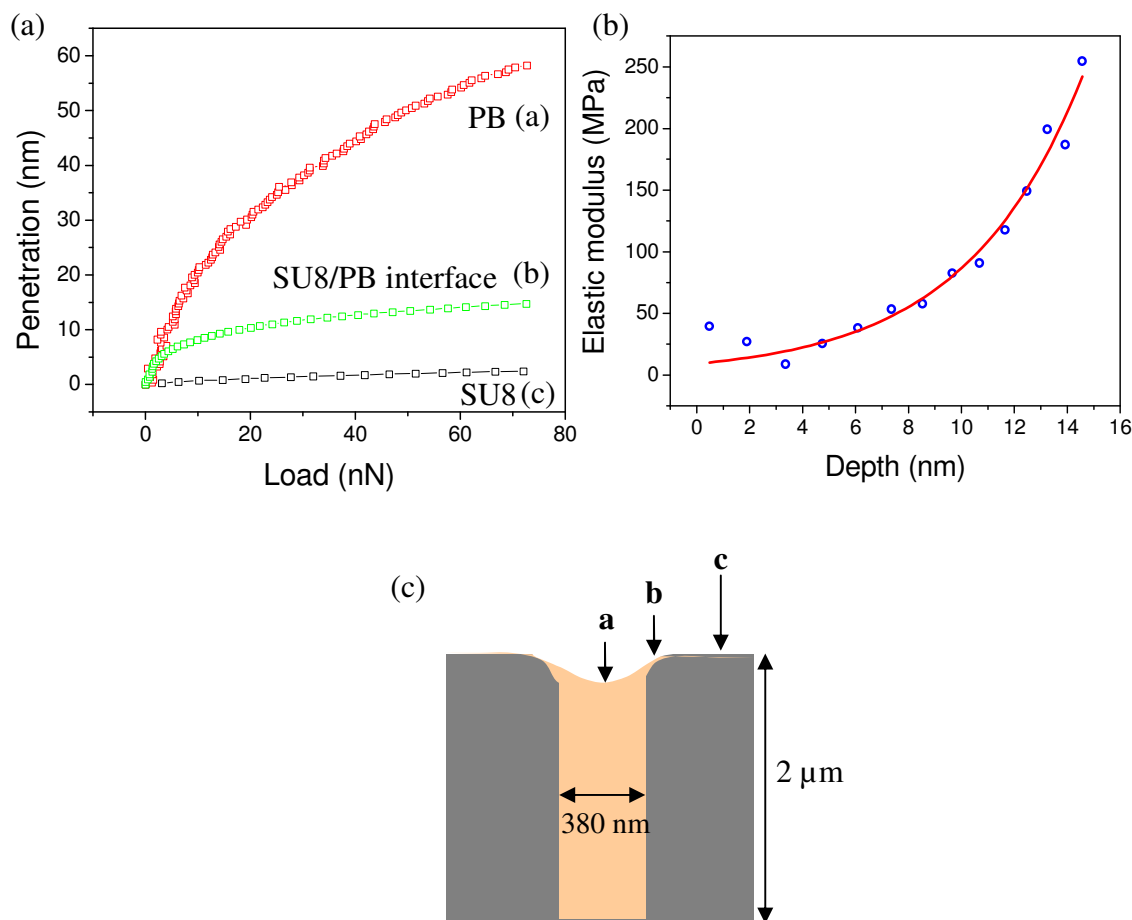 (a)
60
50
40
30
20
10
0
Penetration (nm)
PB (a)
SU8/PB interface (b)
SU8 (c)
0 20 40 60 80
Load (nN)
(b)
250
200
150
100
50
0
Elastic modulus (MPa)
0 2 4 6 8 10 12 14 16
Depth (nm)
(c)
a
b
c
380 nm
2 µm